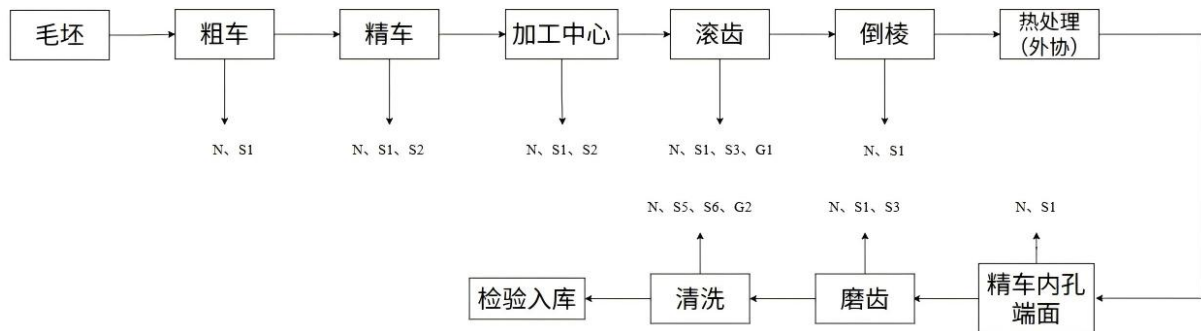 毛坯
粗车
精车
加工中心
滚齿
倒棱
热处理
（外协）
N、S1
N、S1、S2
N、S1、S2
N、S1、S3、G1
N、S1
N、S5、S6、G2
N、S1、S3
N、S1
检验入库
清洗
磨齿
精车内孔
端面